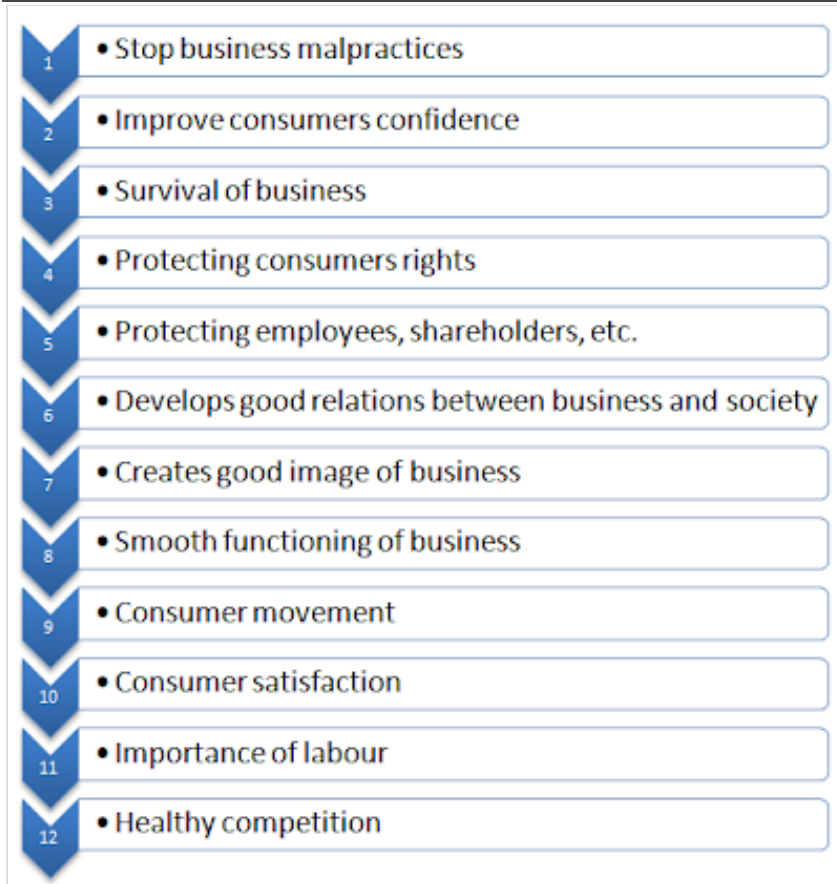 1 • Stop business malpractices
2 • Improve consumers confidence
3 • Survival of business
4 • Protecting consumers rights
5 • Protecting employees, shareholders, etc.
6 • Develops good relations between business and society
7 • Creates good image of business
8 • Smooth functioning of business
9 • Consumer movement
10 • Consumer satisfaction
11 • Importance of labour
12 • Healthy competition